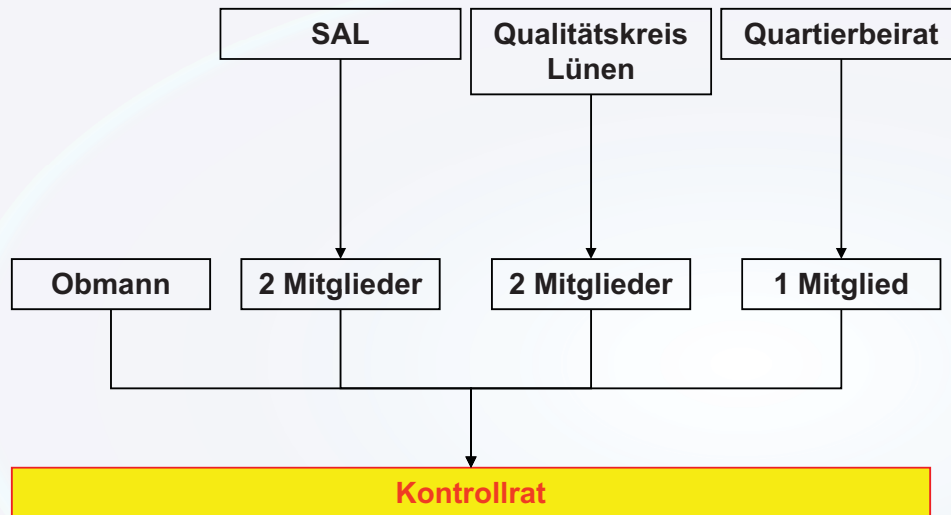 SAL
Qualitätskreis
Lünen
Quartierbeirat
Obmann
2 Mitglieder
2 Mitglieder
1 Mitglied
Kontrollrat